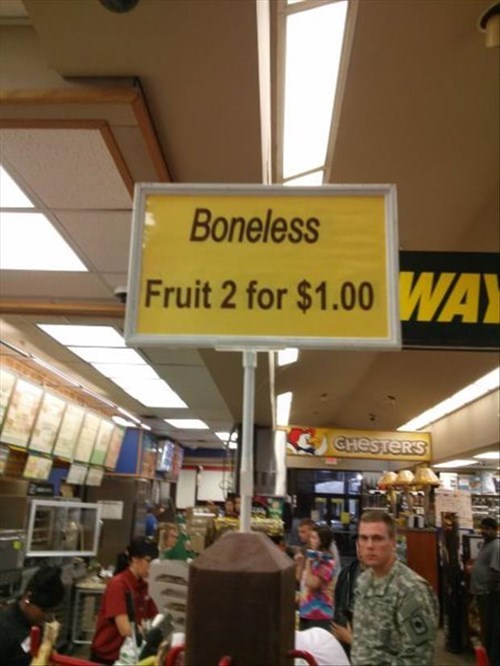 Boneless
Fruit 2 for $1.00
WAY
CHESTER'S